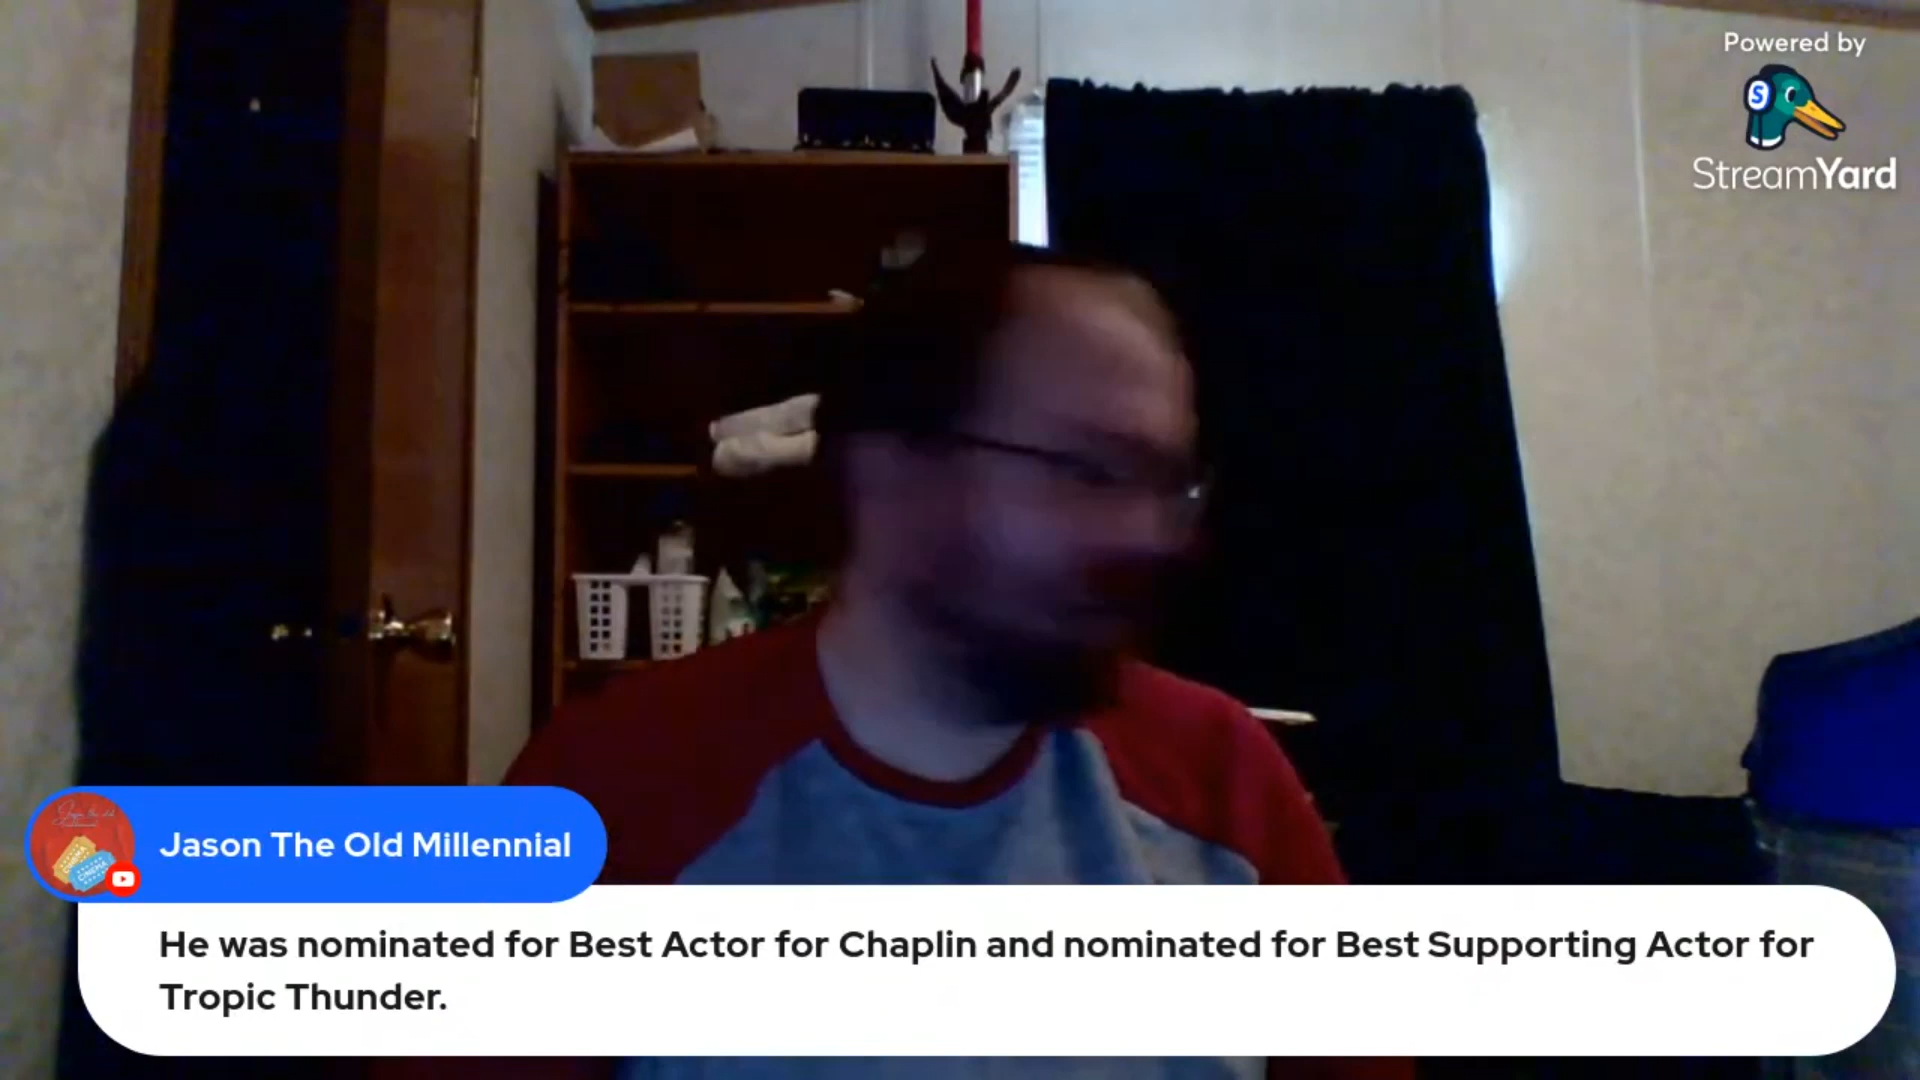 Powered by
S
StreamYard
Jason The Old Millennial
He was nominated for Best Actor for Chaplin and nominated for Best Supporting Actor for
Tropic Thunder.